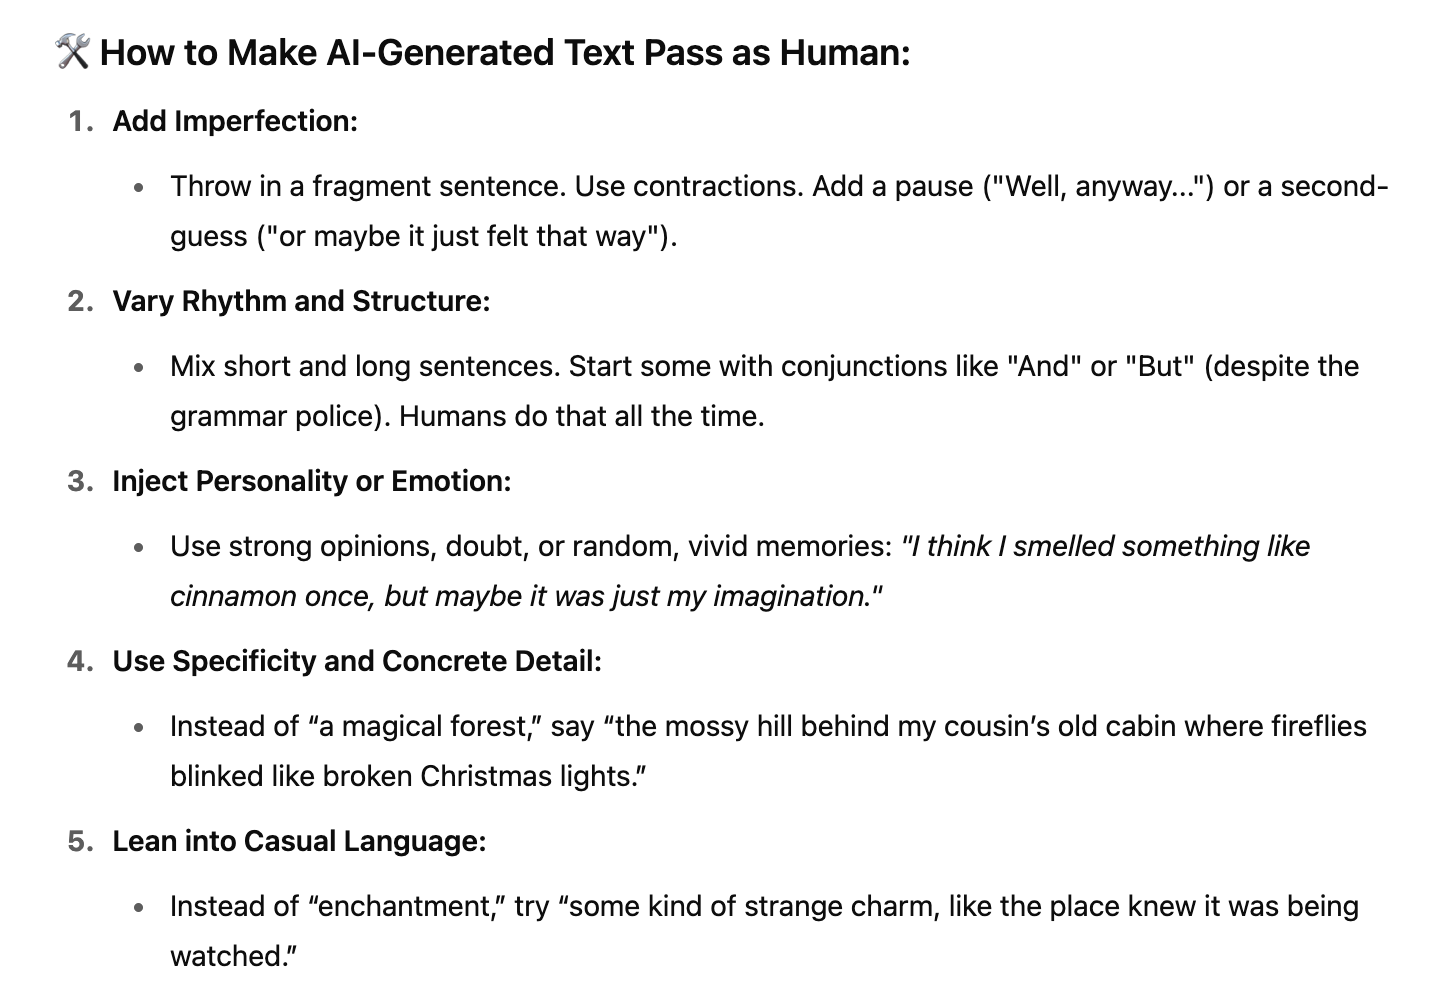 🛠️ How to Make AI-Generated Text Pass as Human:
1. Add Imperfection:
• Throw in a fragment sentence. Use contractions. Add a pause ("Well, anyway...") or a second-
guess ("or maybe it just felt that way").
2. Vary Rhythm and Structure:
• Mix short and long sentences. Start some with conjunctions like "And" or "But" (despite the
grammar police). Humans do that all the time.
3. Inject Personality or Emotion:
• Use strong opinions, doubt, or random, vivid memories: "I think I smelled something like
cinnamon once, but maybe it was just my imagination."
4. Use Specificity and Concrete Detail:
• Instead of “a magical forest,” say “the mossy hill behind my cousin’s old cabin where fireflies
blinked like broken Christmas lights.”
5. Lean into Casual Language:
• Instead of “enchantment,” try “some kind of strange charm, like the place knew it was being
watched.”